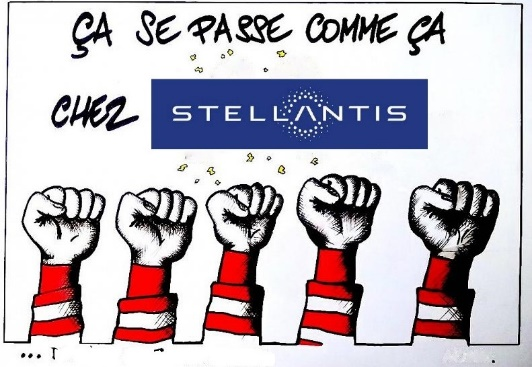 ÇA SE PASSE COMME ÇA
CHEZ STELLANTIS
...